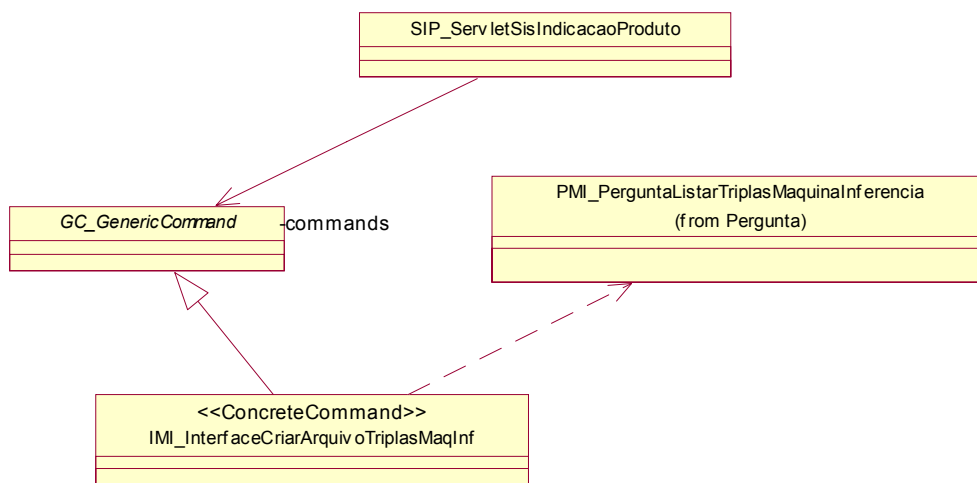 SIP_ServletSisIndicacaoProduto
PMI_PerguntaListarTriplasMaquinaInferencia
(from Pergunta)
GC_GenericCommand
-commands
<<ConcreteCommand>>
IMI_InterfaceCriarArquivoTriplasMaqInf